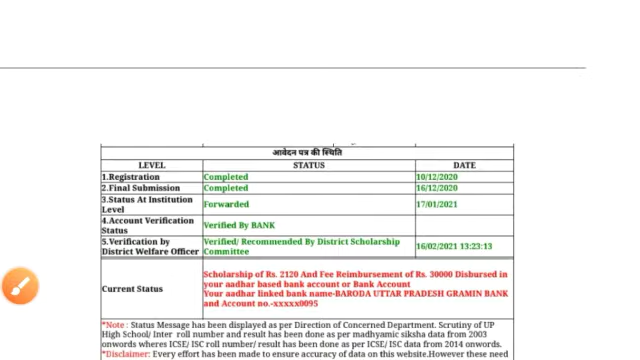 आवेदन पत्र की स्थिति
LEVEL STATUS DATE
1.Registration Completed 10/12/2020
2.Final Submission Completed 16/12/2020
3.Status At Institution Level Forwarded 17/01/2021
4.Account Verification Status Verified By BANK
5.Verification by District Welfare Officer Verified/ Recommended By District Scholarship Committee 16/02/2021 13:23:13
Current Status
Scholarship of Rs. 2120 And Fee Reimbursement of Rs. 30000 Disbursed in
your aadhar based bank account or Bank Account
Your aadhar linked bank name-BARODA UTTAR PRADESH GRAMIN BANK
and Account no.-xxxxx0095
*Note : Status Message has been displayed as per Direction of Concerned Department. Scrutiny of UP
High School/ Inter roll number and result has been done as per madhyamic siksha data from 2003
onwords wheres ICSE/ ISC roll number/ result has been done as per ICSE/ ISC data from 2014 onwords.
*Disclaimer: Every effort has been made to ensure accuracy of data on this website.However these need